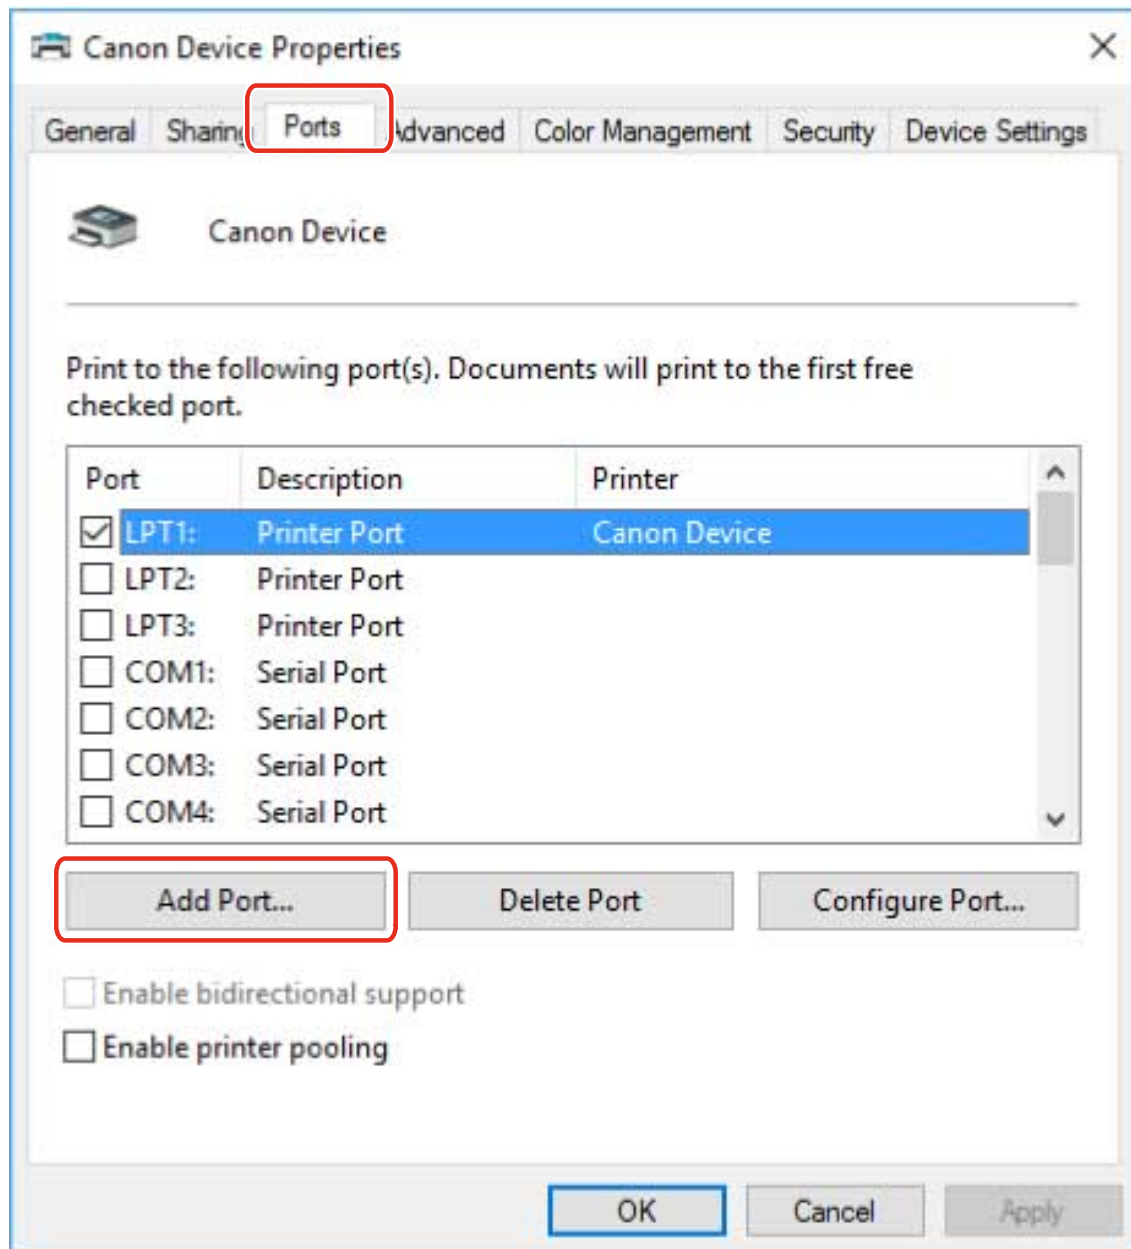 Canon Device Properties
General Sharing Ports Advanced Color Management Security Device Settings
Canon Device
Print to the following port(s). Documents will print to the first free
checked port.
Port Description Printer
LPT1: Printer Port Canon Device
LPT2: Printer Port
LPT3: Printer Port
COM1: Serial Port
COM2: Serial Port
COM3: Serial Port
COM4: Serial Port
Add Port... Delete Port Configure Port...
Enable bidirectional support
Enable printer pooling
OK Cancel Apply